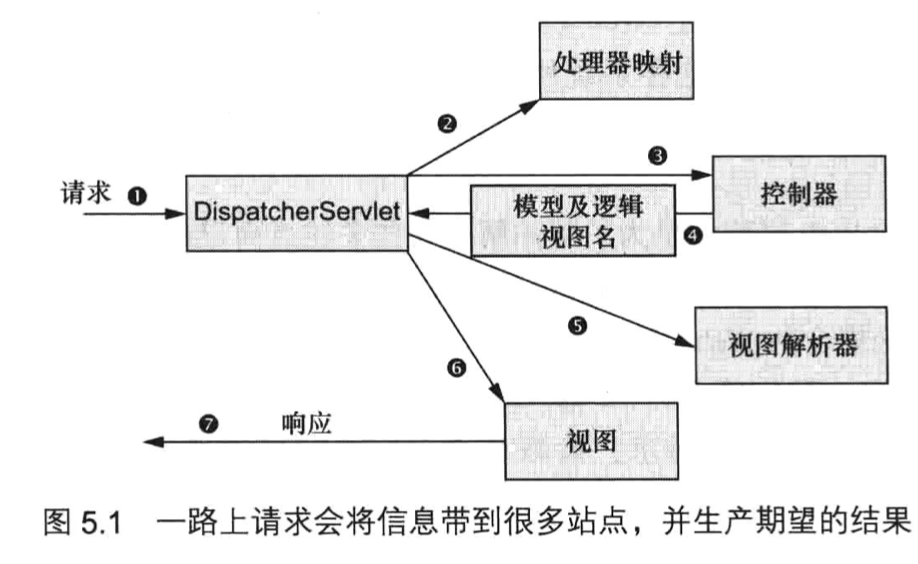 处理器映射
❷
❸
请求 ❶
DispatcherServlet
模型及逻辑
视图名
控制器
❹
❺
视图解析器
❻
❼ 响应
视图
图 5.1 一路上请求会将信息带到很多站点，并生产期望的结果